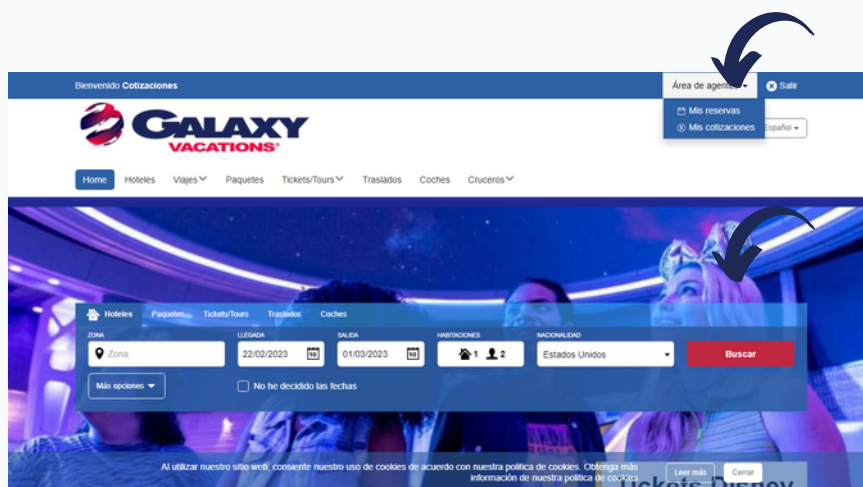 Bienvenido Cotizaciones
Área de agentes
Salir
Mis reservas
Mis cotizaciones
Español
GALAXY
VACATIONS®
Home Hoteles Viajes Paquetes Tickets/Tours Traslados Coches Cruceros
Hoteles Paquetes Tickets/Tours Traslados Coches
ZONA LLEGADA SALIDA HABITACIONES NACIONALIDAD
Zona 22/02/2023 01/03/2023 1 2 Estados Unidos Buscar
Más opciones No he decidido las fechas
Al utilizar nuestro sitio web, consiente nuestro uso de cookies de acuerdo con nuestra política de cookies. Obtenga más
información de nuestra política de cookies
Leer más Cerrar
Tickets Disney